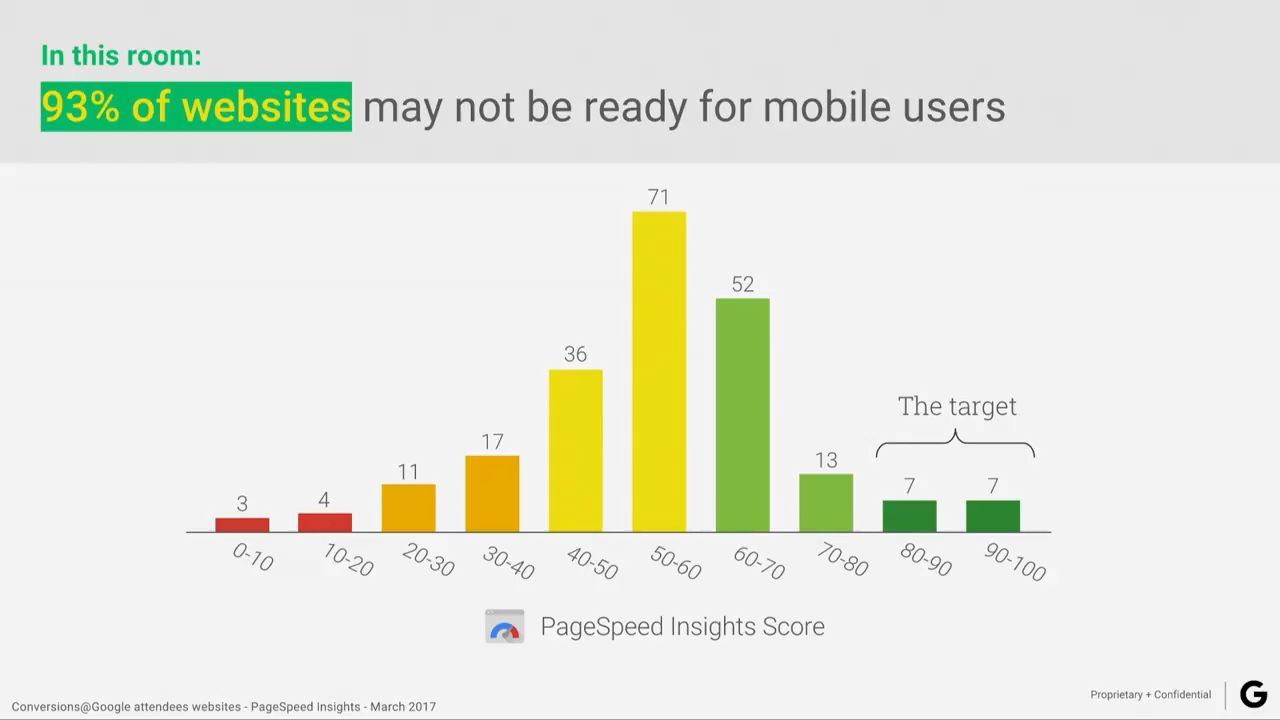 In this room:
93% of websites may not be ready for mobile users
71
52
36
The target
17
13
11
7 7
3 4
0-10 10-20 20-30 30-40 40-50 50-60 60-70 70-80 80-90 90-100
PageSpeed Insights Score
Proprietary + Confidential
G
Conversions@Google attendees websites - PageSpeed Insights - March 2017